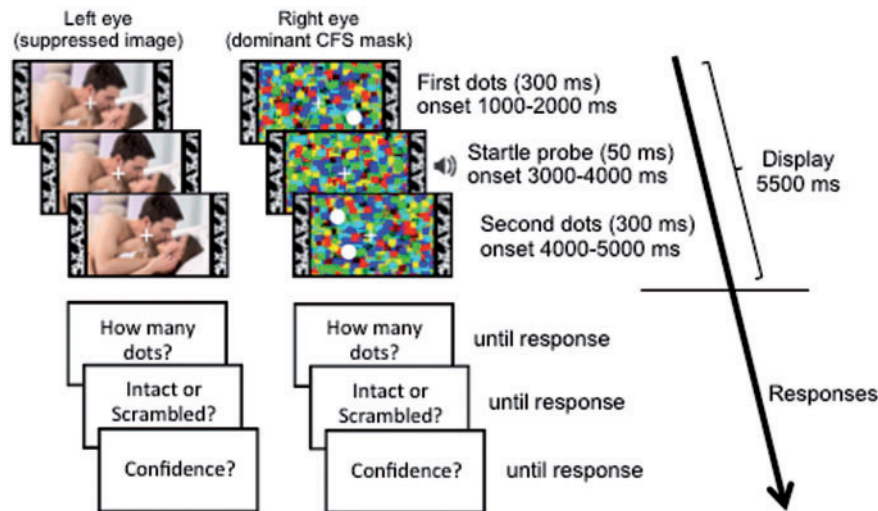 Left eye
(suppressed image)
Right eye
(dominant CFS mask)
First dots (300 ms)
onset 1000-2000 ms
Startle probe (50 ms)
onset 3000-4000 ms
Second dots (300 ms)
onset 4000-5000 ms
Display
5500 ms
How many
dots?
How many
dots?
until response
Intact or
Scrambled?
Intact or
Scrambled?
until response
Confidence?
Confidence?
until response
Responses